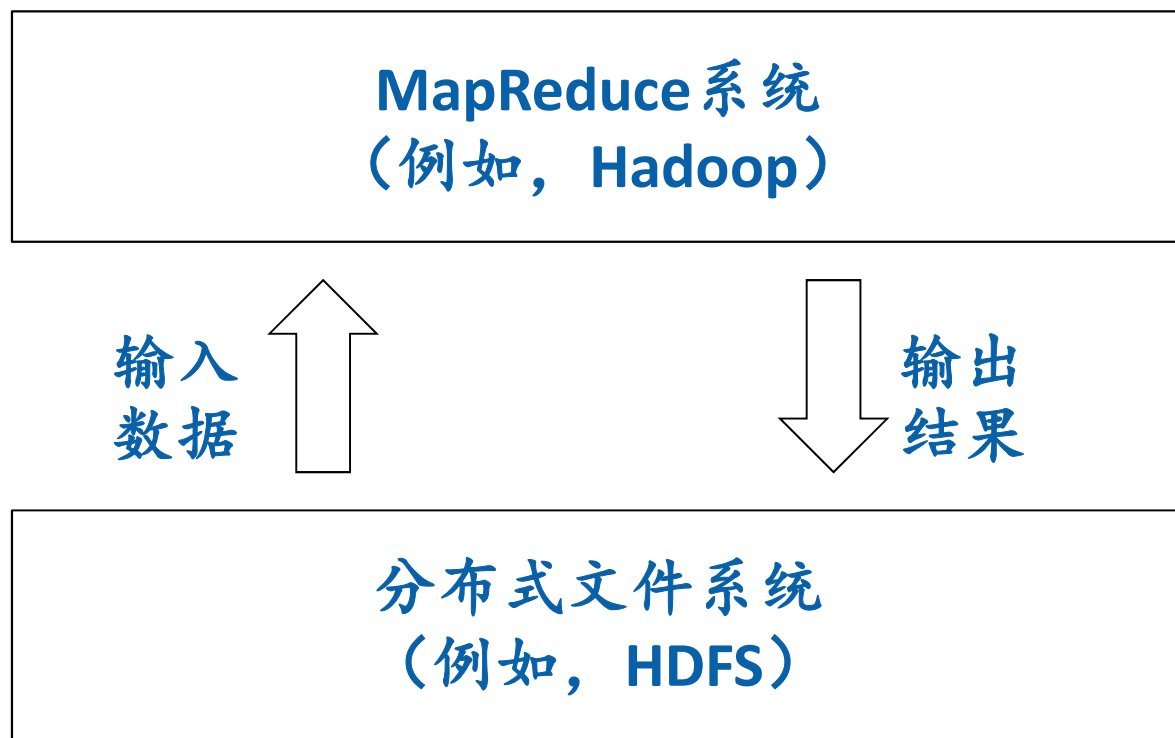 MapReduce系统
（例如，Hadoop）
输入
数据
输出
结果
分布式文件系统
（例如，HDFS）